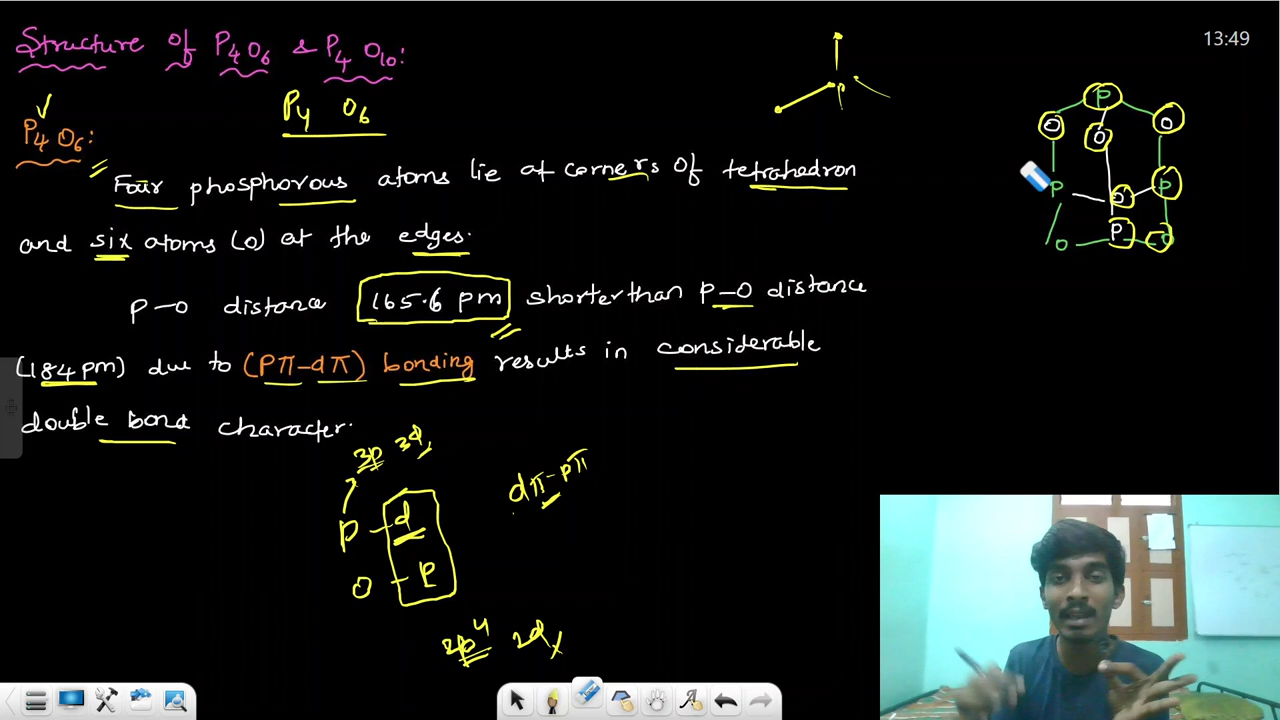 Structure of P4O6 & P4O10:
13:49
P4 O6
P4O6:
Four phosphorous atoms lie at corners of tetrahedron
and six atoms (O) at the edges.
P-O distance 165.6 pm shorter than P-O distance
(184 pm) due to (Pπ-dπ) bonding results in considerable
double bond character.
3p 3d
dπ-pπ
P - d
O - p
2p4 2d x
P
P
O O O
P O P
O P O